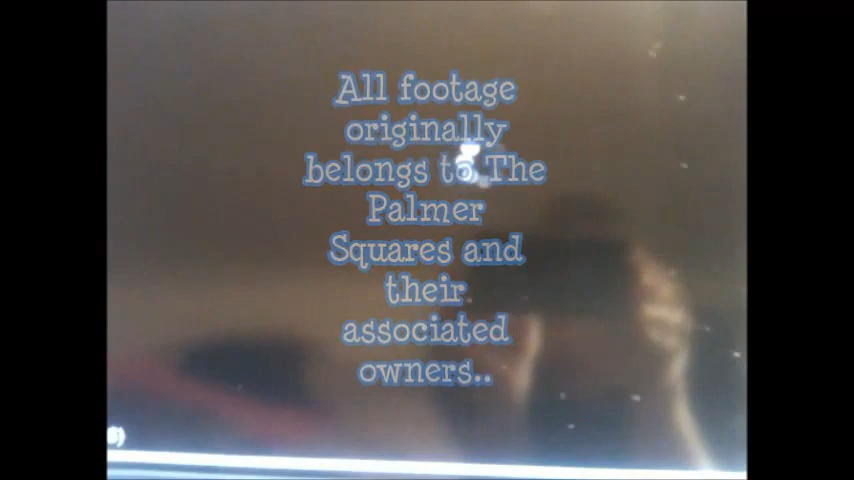 All footage
originally
belongs to The
Palmer
Squares and
their
associated
owners..